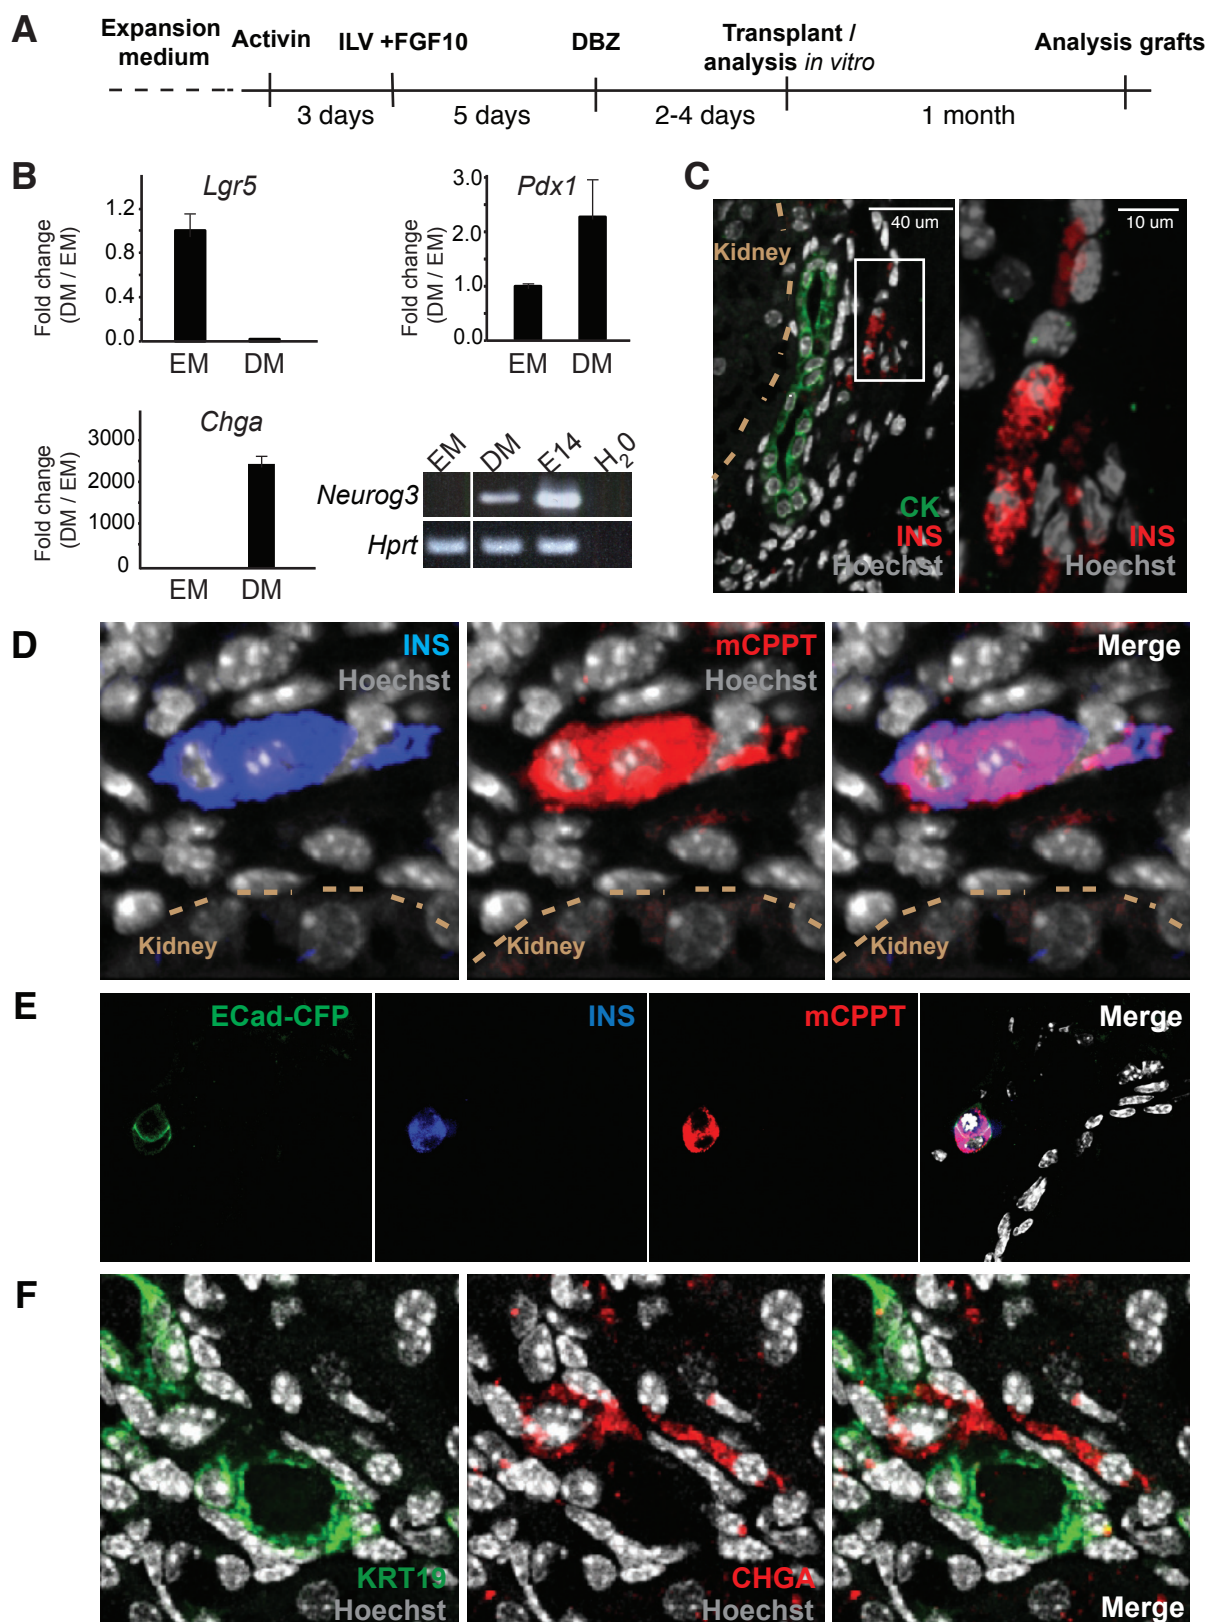 A
Expansion
medium
Activin
ILV +FGF10
DBZ
Transplant /
analysis in vitro
Analysis grafts
3 days
5 days
2-4 days
1 month
B
Lgr5
Fold change
(DM / EM)
1.2
0.8
0.4
0.0
EM
DM
Pdx1
Fold change
(DM / EM)
3.0
2.0
1.0
0.0
EM
DM
Chga
Fold change
(DM / EM)
3000
2000
1000
0
EM
DM
EM
DM
E14
H20
Neurog3
Hprt
C
40 um
Kidney
CK
INS
Hoechst
10 um
INS
Hoechst
D
INS
Hoechst
Kidney
mCPPT
Hoechst
Kidney
Merge
Kidney
E
ECad-CFP
INS
mCPPT
Merge
F
KRT19
Hoechst
CHGA
Hoechst
Merge